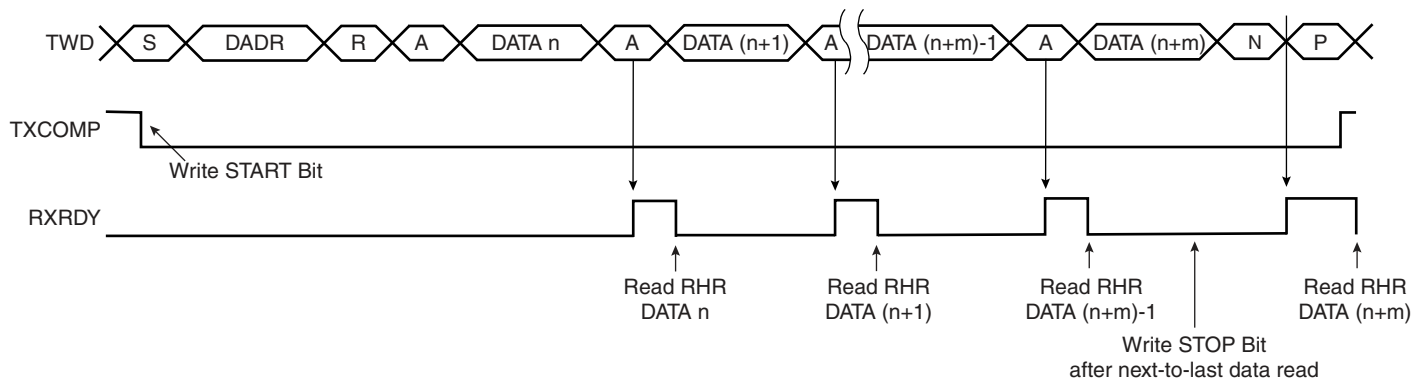 TWD S DADR R A DATA n A DATA (n+1) A DATA (n+m)-1 A DATA (n+m) N P
TXCOMP
Write START Bit
RXRDY
Read RHR Read RHR Read RHR Read RHR
DATA n DATA (n+1) DATA (n+m)-1 DATA (n+m)
Write STOP Bit
after next-to-last data read